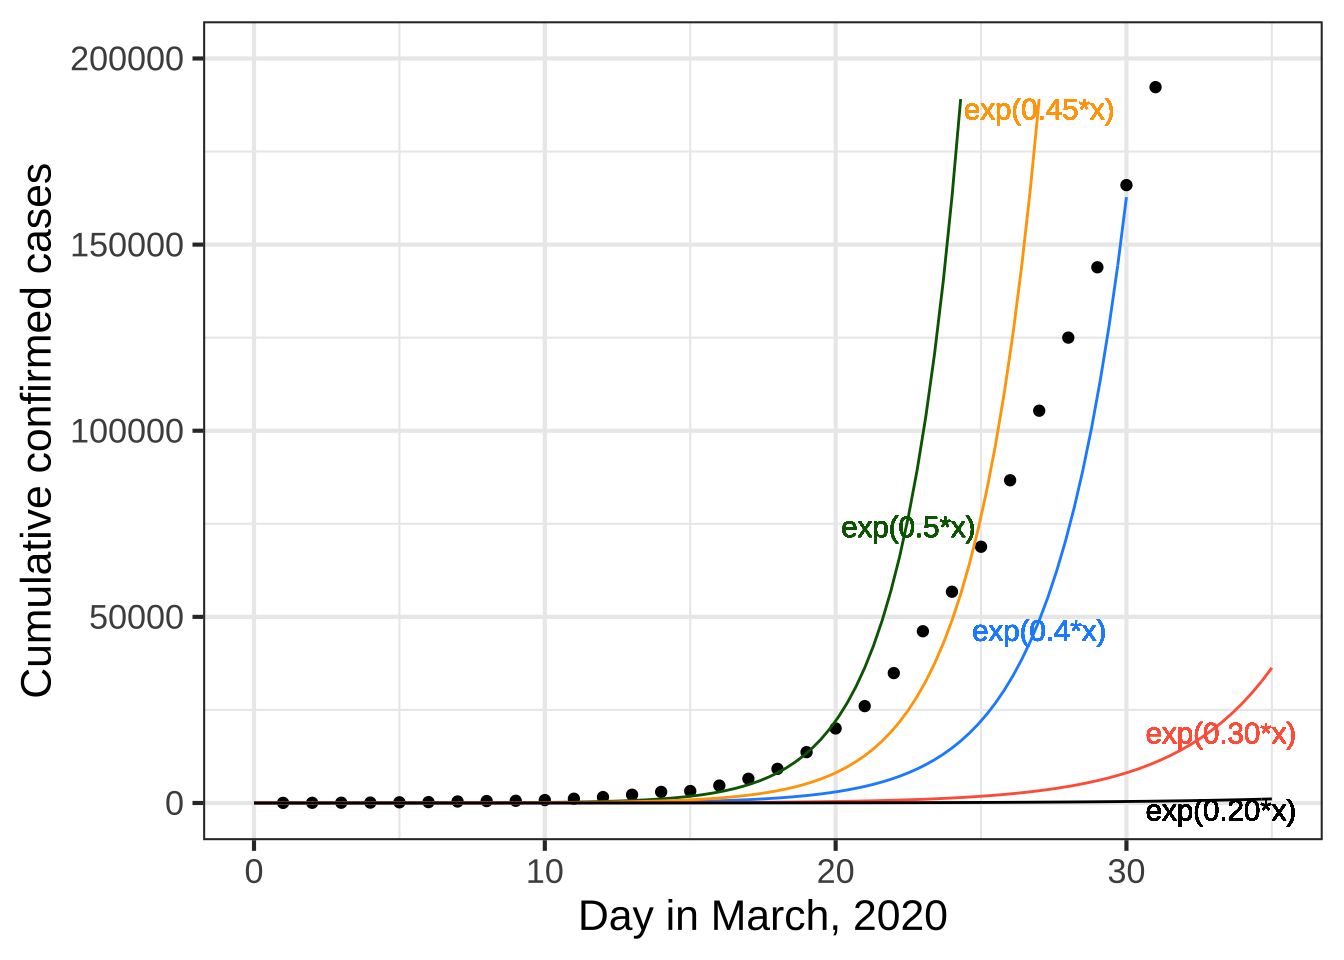 200000
150000
100000
50000
0
Cumulative confirmed cases
exp(0.45*x)
exp(0.5*x)
exp(0.4*x)
exp(0.30*x)
exp(0.20*x)
0
10
20
30
Day in March, 2020